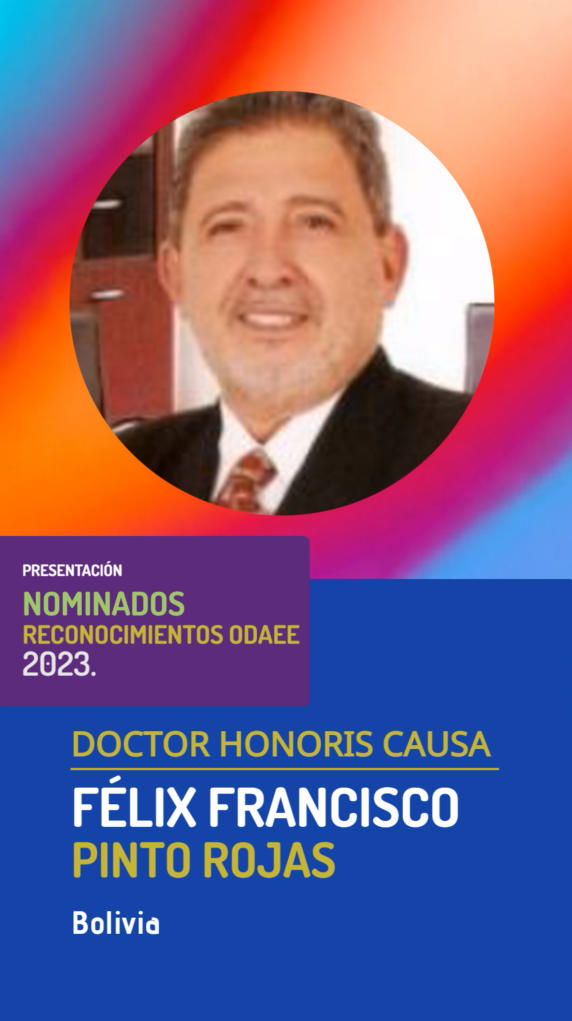 PRESENTACIÓN
NOMINADOS
RECONOCIMIENTOS ODAEE
2023.
DOCTOR HONORIS CAUSA
FÉLIX FRANCISCO
PINTO ROJAS
Bolivia